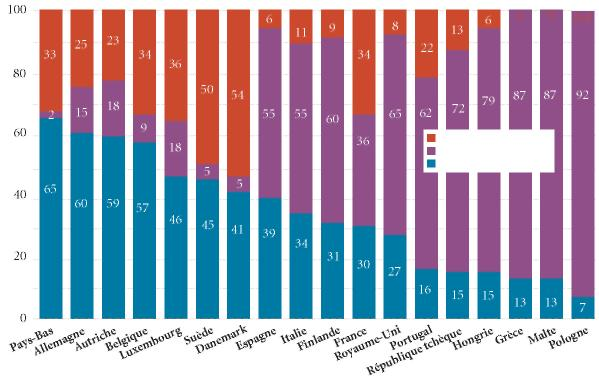 100
80
60
40
20
0
33 25 23 34 36 50 54 6 11 9 34 8 22 13 6
2 15 18 9 18 5 5 55 55 60 36 65 62 72 79 87 87 92
65 60 59 57 46 45 41 39 34 31 30 27 16 15 15 13 13 7
Pays-Bas
Allemagne
Autriche
Belgique
Luxembourg
Suède
Danemark
Espagne
Italie
Finlande
France
Royaume-Uni
Portugal
République tchèque
Hongrie
Grèce
Malte
Pologne